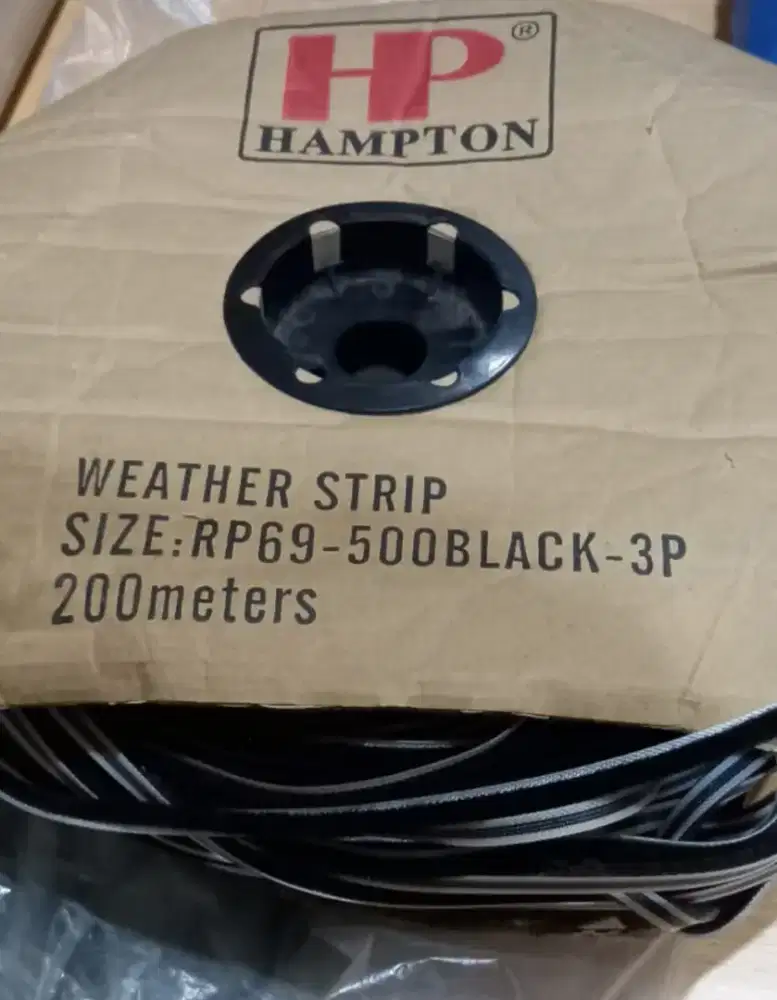 HP®
HAMPTON
WEATHER STRIP
SIZE:RP69-500BLACK-3P
200meters